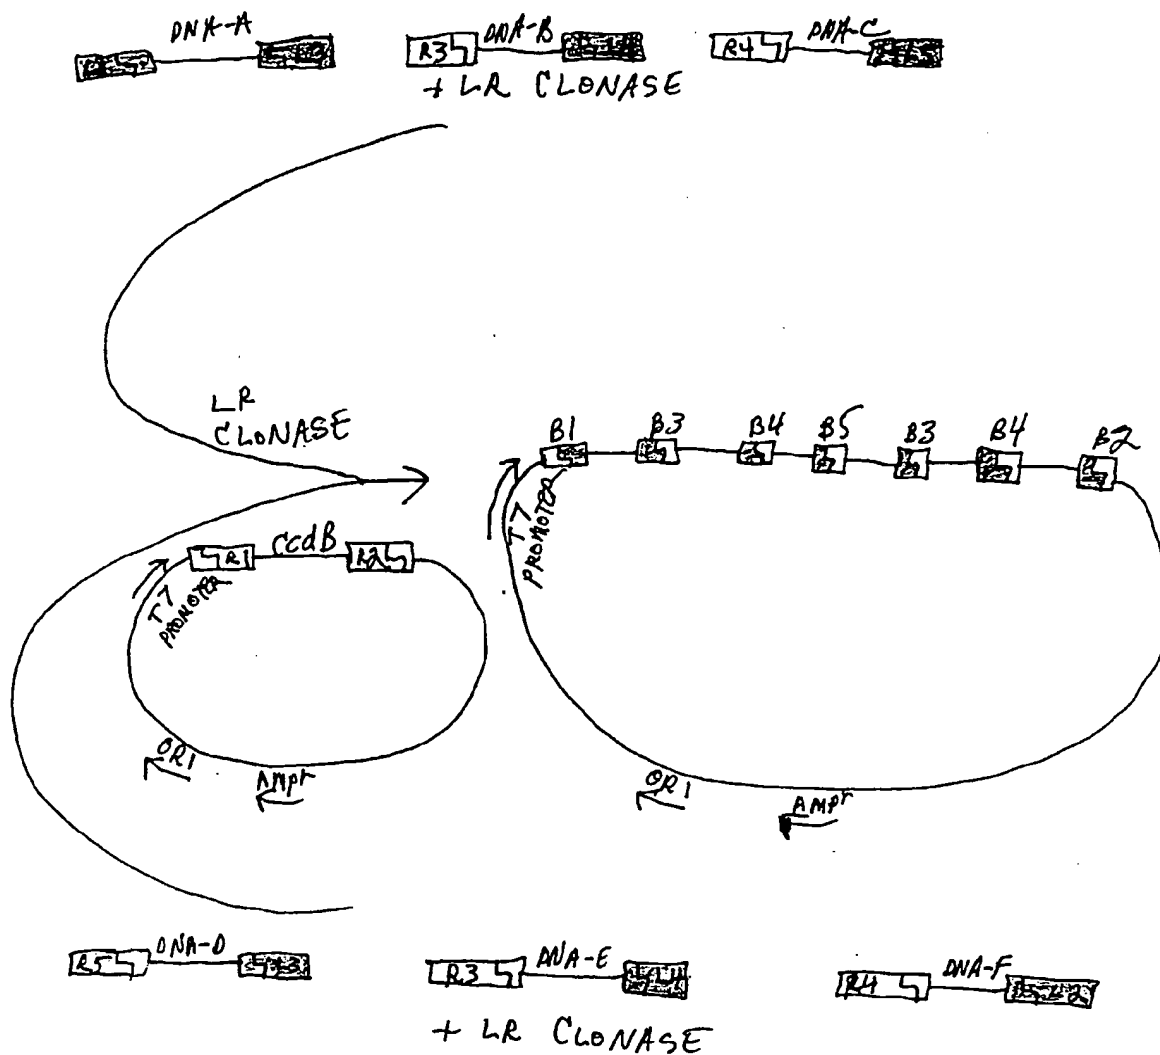 DNA-A
R3 DNA-B
R4 DNA-C
+ LR CLONASE
LR
CLONASE
B1 B3 B4 B5 B3 B4 B2
T7
PROMOTER
R1 ccdB R2
T7
PROMOTER
ORI
Ampr
ORI
AMPr
R5 DNA-D
R3 DNA-E
R4 DNA-F
+ LR CLONASE